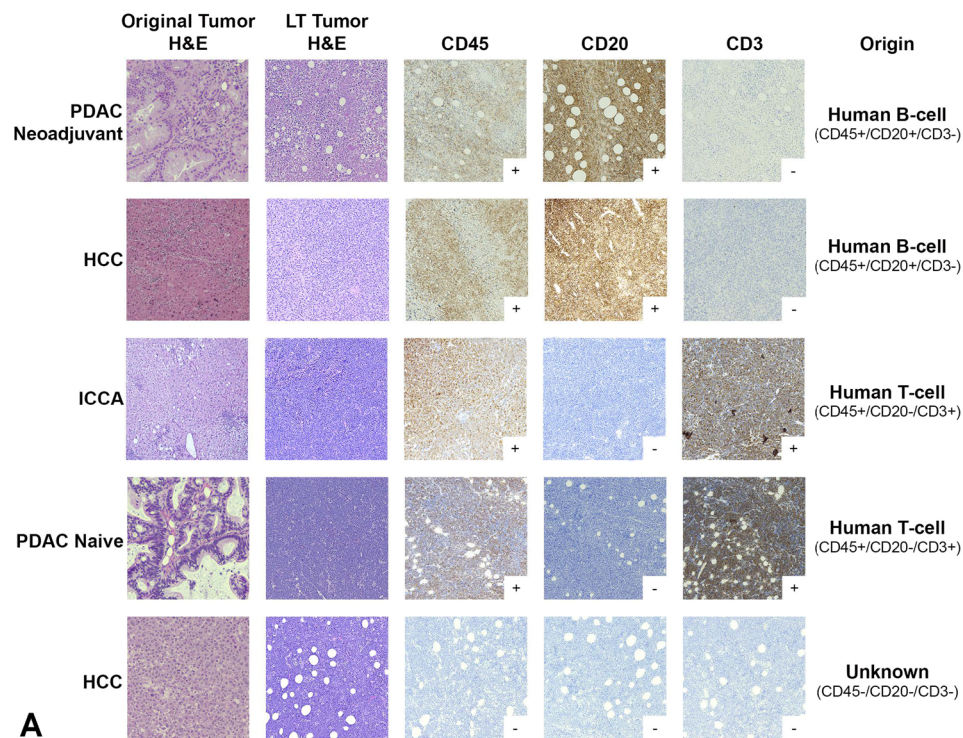 Original Tumor H&E
LT Tumor H&E
CD45
CD20
CD3
Origin
PDAC Neoadjuvant
+
+
-
Human B-cell
(CD45+/CD20+/CD3-)
HCC
+
+
-
Human B-cell
(CD45+/CD20+/CD3-)
ICCA
+
-
+
Human T-cell
(CD45+/CD20-/CD3+)
PDAC Naive
+
-
+
Human T-cell
(CD45+/CD20-/CD3+)
HCC
-
-
-
Unknown
(CD45-/CD20-/CD3-)
A